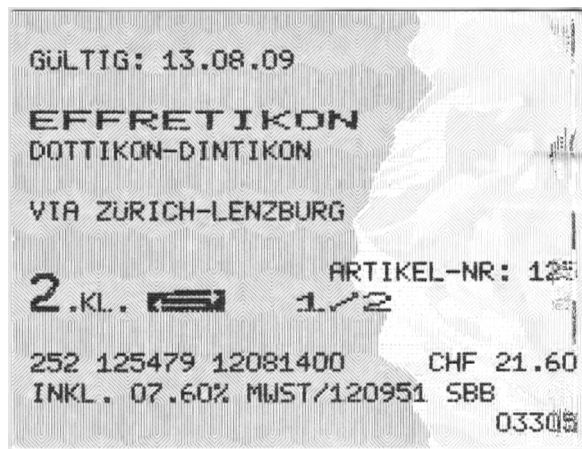 GÜLTIG: 13.08.09
EFFRETIKON
DOTTIKON-DINTIKON
VIA ZÜRICH-LENZBURG
ARTIKEL-NR: 125
2.KL. 1/2
252 125479 12081400 CHF 21.60
INKL. 07.60% MWST/120951 SBB
03305